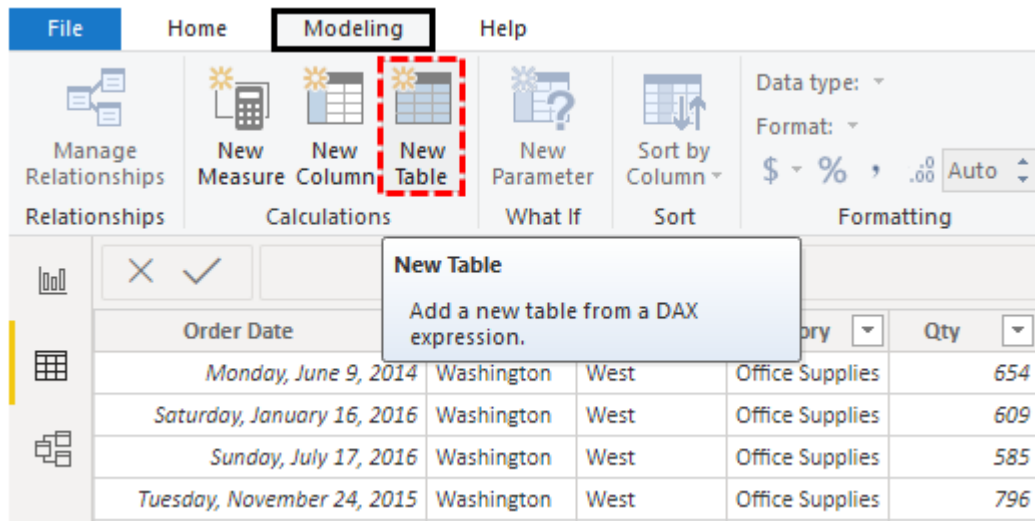 File Home Modeling Help
Manage Relationships
New Measure
New Column
New Table
New Parameter
Sort by Column
Data type:
Format:
$ % , .00 Auto
Relationships Calculations What If Sort Formatting
New Table
Add a new table from a DAX
expression.
Order Date Qty
Monday, June 9, 2014 Washington West Office Supplies 654
Saturday, January 16, 2016 Washington West Office Supplies 609
Sunday, July 17, 2016 Washington West Office Supplies 585
Tuesday, November 24, 2015 Washington West Office Supplies 796